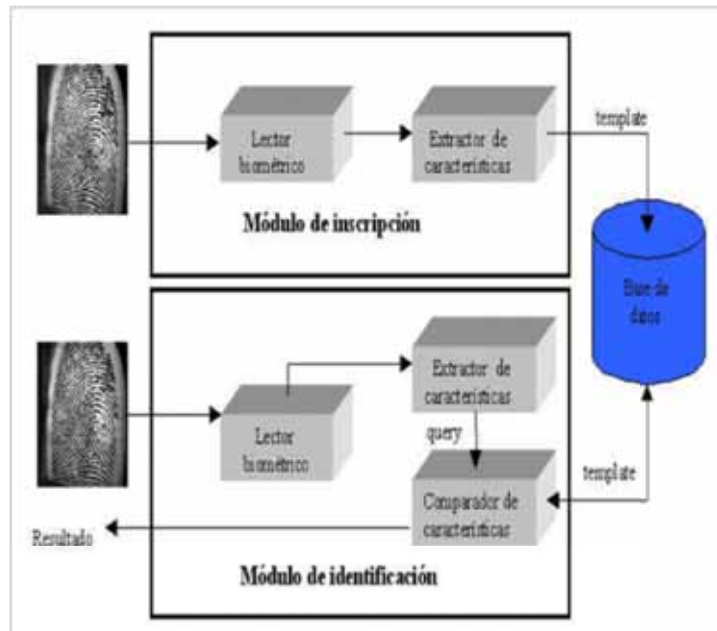 Lector
biométrico
Extractor de
características
template
Módulo de inscripción
Base de
datos
Extractor de
características
Lector
biométrico
query
Comparador de
características
template
Resultado
Módulo de identificación